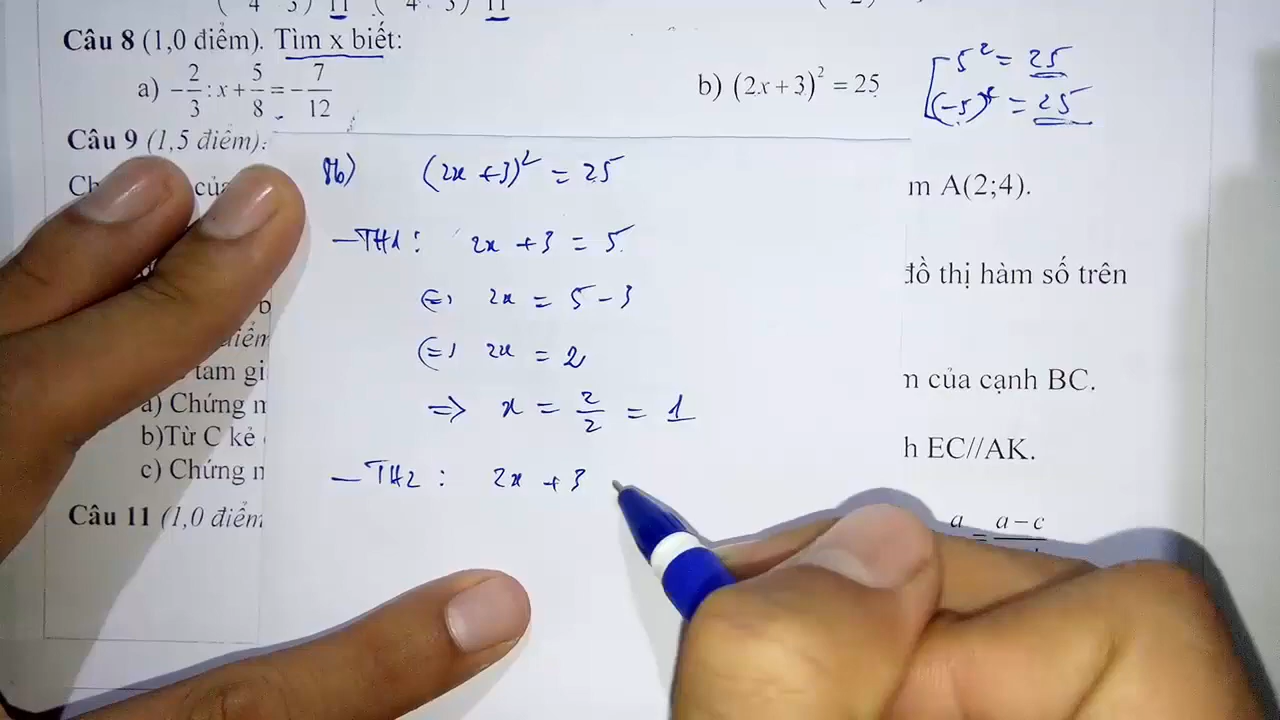 Câu 8 (1,0 điểm). Tìm x biết:
a) -2/3 : x + 5/8 = -7/12
b) (2x + 3)² = 25
5² = 25
(-5)² = 25
Câu 9 (1,5 điểm):
của
m A(2;4).
đồ thị hàm số trên
8b) (2x + 3)² = 25
- TH1 : 2x + 3 = 5
⇔ 2x = 5 - 3
⇔ 2x = 2
⇒ x = 2/2 = 1
- TH2 : 2x + 3
tam gi
n của cạnh BC.
a) Chứng m
b)Từ C kẻ
h EC//AK.
c) Chứng m
Câu 11 (1,0 điểm
a = a - c